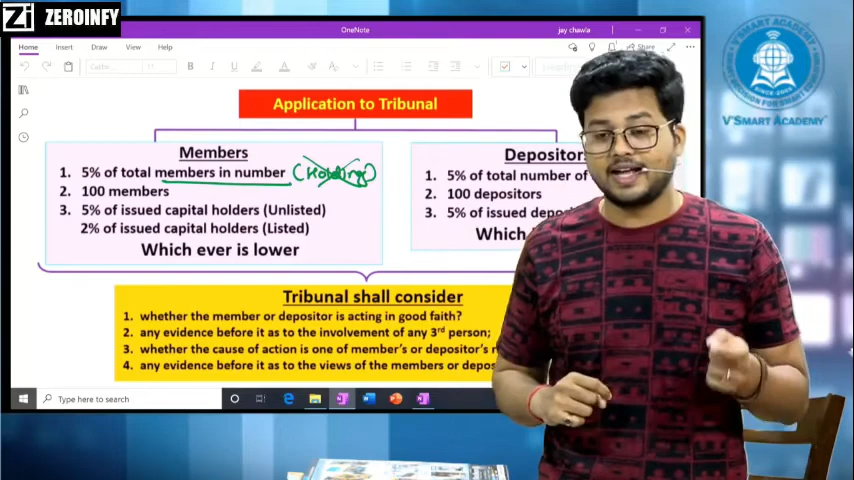 Zi ZEROINFY
OneNote
jay chawla
Home Insert Draw View Help
Share
Calibri 11
V'SMART ACADEMY
SINCE-2005
Application to Tribunal
Members
1. 5% of total members in number (Holdings)
2. 100 members
3. 5% of issued capital holders (Unlisted)
2% of issued capital holders (Listed)
Which ever is lower
Depositors
1. 5% of total number of
2. 100 depositors
3. 5% of issued
Which
Tribunal shall consider
1. whether the member or depositor is acting in good faith?
2. any evidence before it as to the involvement of any 3rd person;
3. whether the cause of action is one of member's or depositor's
4. any evidence before it as to the views of the members or
Type here to search